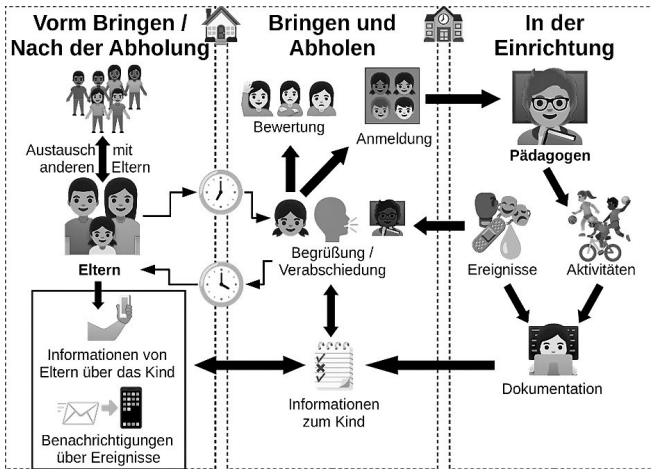 Vorm Bringen /
Nach der Abholung
Bringen und
Abholen
In der
Einrichtung
Bewertung
Anmeldung
Pädagogen
Austausch mit
anderen Eltern
Eltern
Begrüßung /
Verabschiedung
Ereignisse
Aktivitäten
Informationen von
Eltern über das Kind
Benachrichtigungen
über Ereignisse
Informationen
zum Kind
Dokumentation